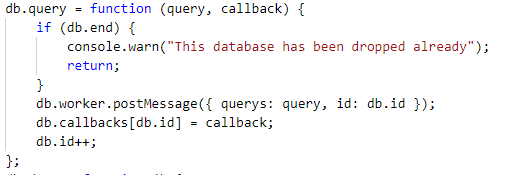 db.query = function (query, callback) {
    if (db.end) {
        console.warn("This database has been dropped already");
        return;
    }
    db.worker.postMessage({ querys: query, id: db.id });
    db.callbacks[db.id] = callback;
    db.id++;
};